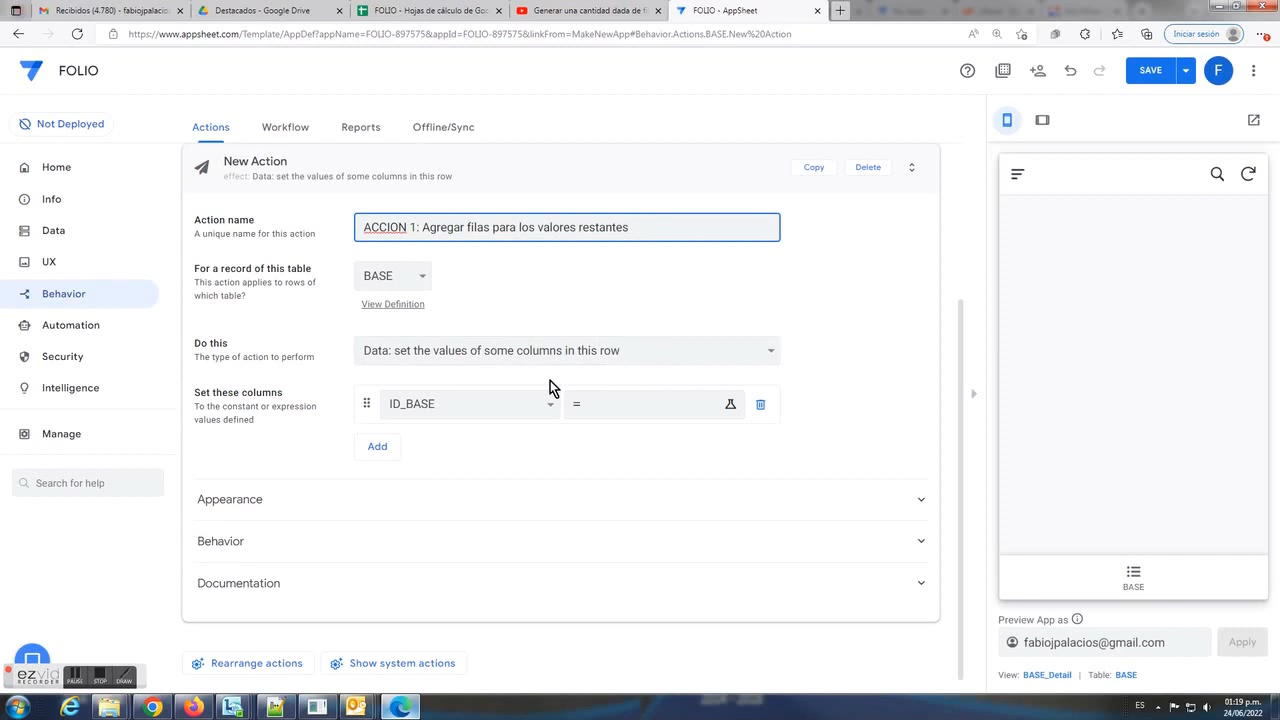 Recibidos (4.780) - fabiojpalacios
Destacados - Google Drive
FOLIO - Hojas de cálculo de Go
Generar una cantidad dada de f
FOLIO - AppSheet
https://www.appsheet.com/Template/AppDef?appName=FOLIO-897575&appId=FOLIO-897575&linkFrom=MakeNewApp#Behavior.Actions.BASE.New%20Action
Iniciar sesión
FOLIO
SAVE
F
Not Deployed
Actions
Workflow
Reports
Offline/Sync
Home
Info
Data
UX
Behavior
Automation
Security
Intelligence
Manage
Search for help
New Action
effect: Data: set the values of some columns in this row
Copy
Delete
Action name
A unique name for this action
ACCION 1: Agregar filas para los valores restantes
For a record of this table
This action applies to rows of
which table?
BASE
View Definition
Do this
The type of action to perform
Data: set the values of some columns in this row
Set these columns
To the constant or expression
values defined
ID_BASE
=
Add
Appearance
Behavior
Documentation
Rearrange actions
Show system actions
BASE
Preview App as
fabiojpalacios@gmail.com
Apply
View: BASE_Detail | Table: BASE
ezvid
RECORDER
PAUSE
STOP
DRAW
ES
01:19 p.m.
24/06/2022